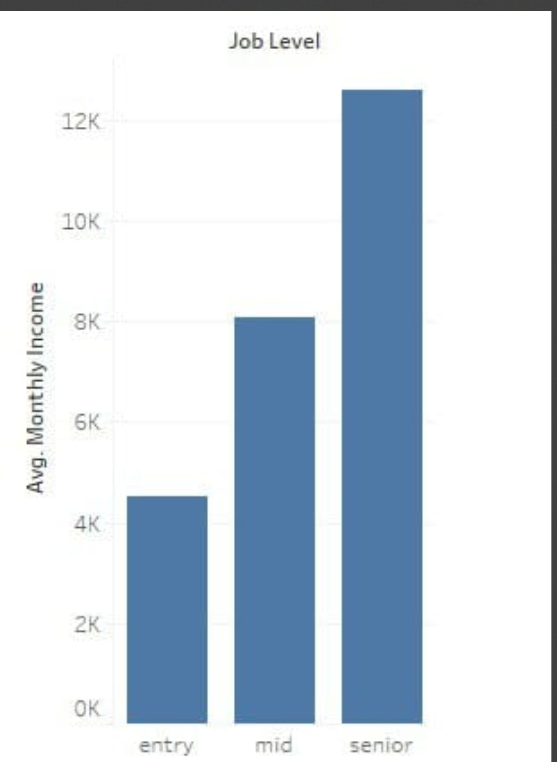 Job Level
Avg. Monthly Income
12K
10K
8K
6K
4K
2K
0K
entry mid senior